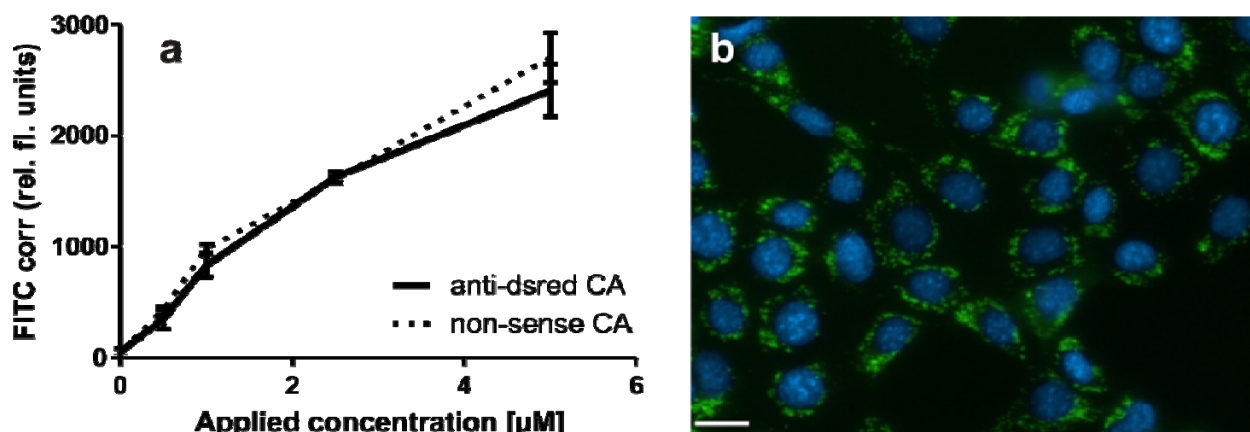 3000
a
b
FITC corr (rel. fl. units)
2000
1000
anti-dsred CA
non-sense CA
0
0 2 4 6
Applied concentration [µM]